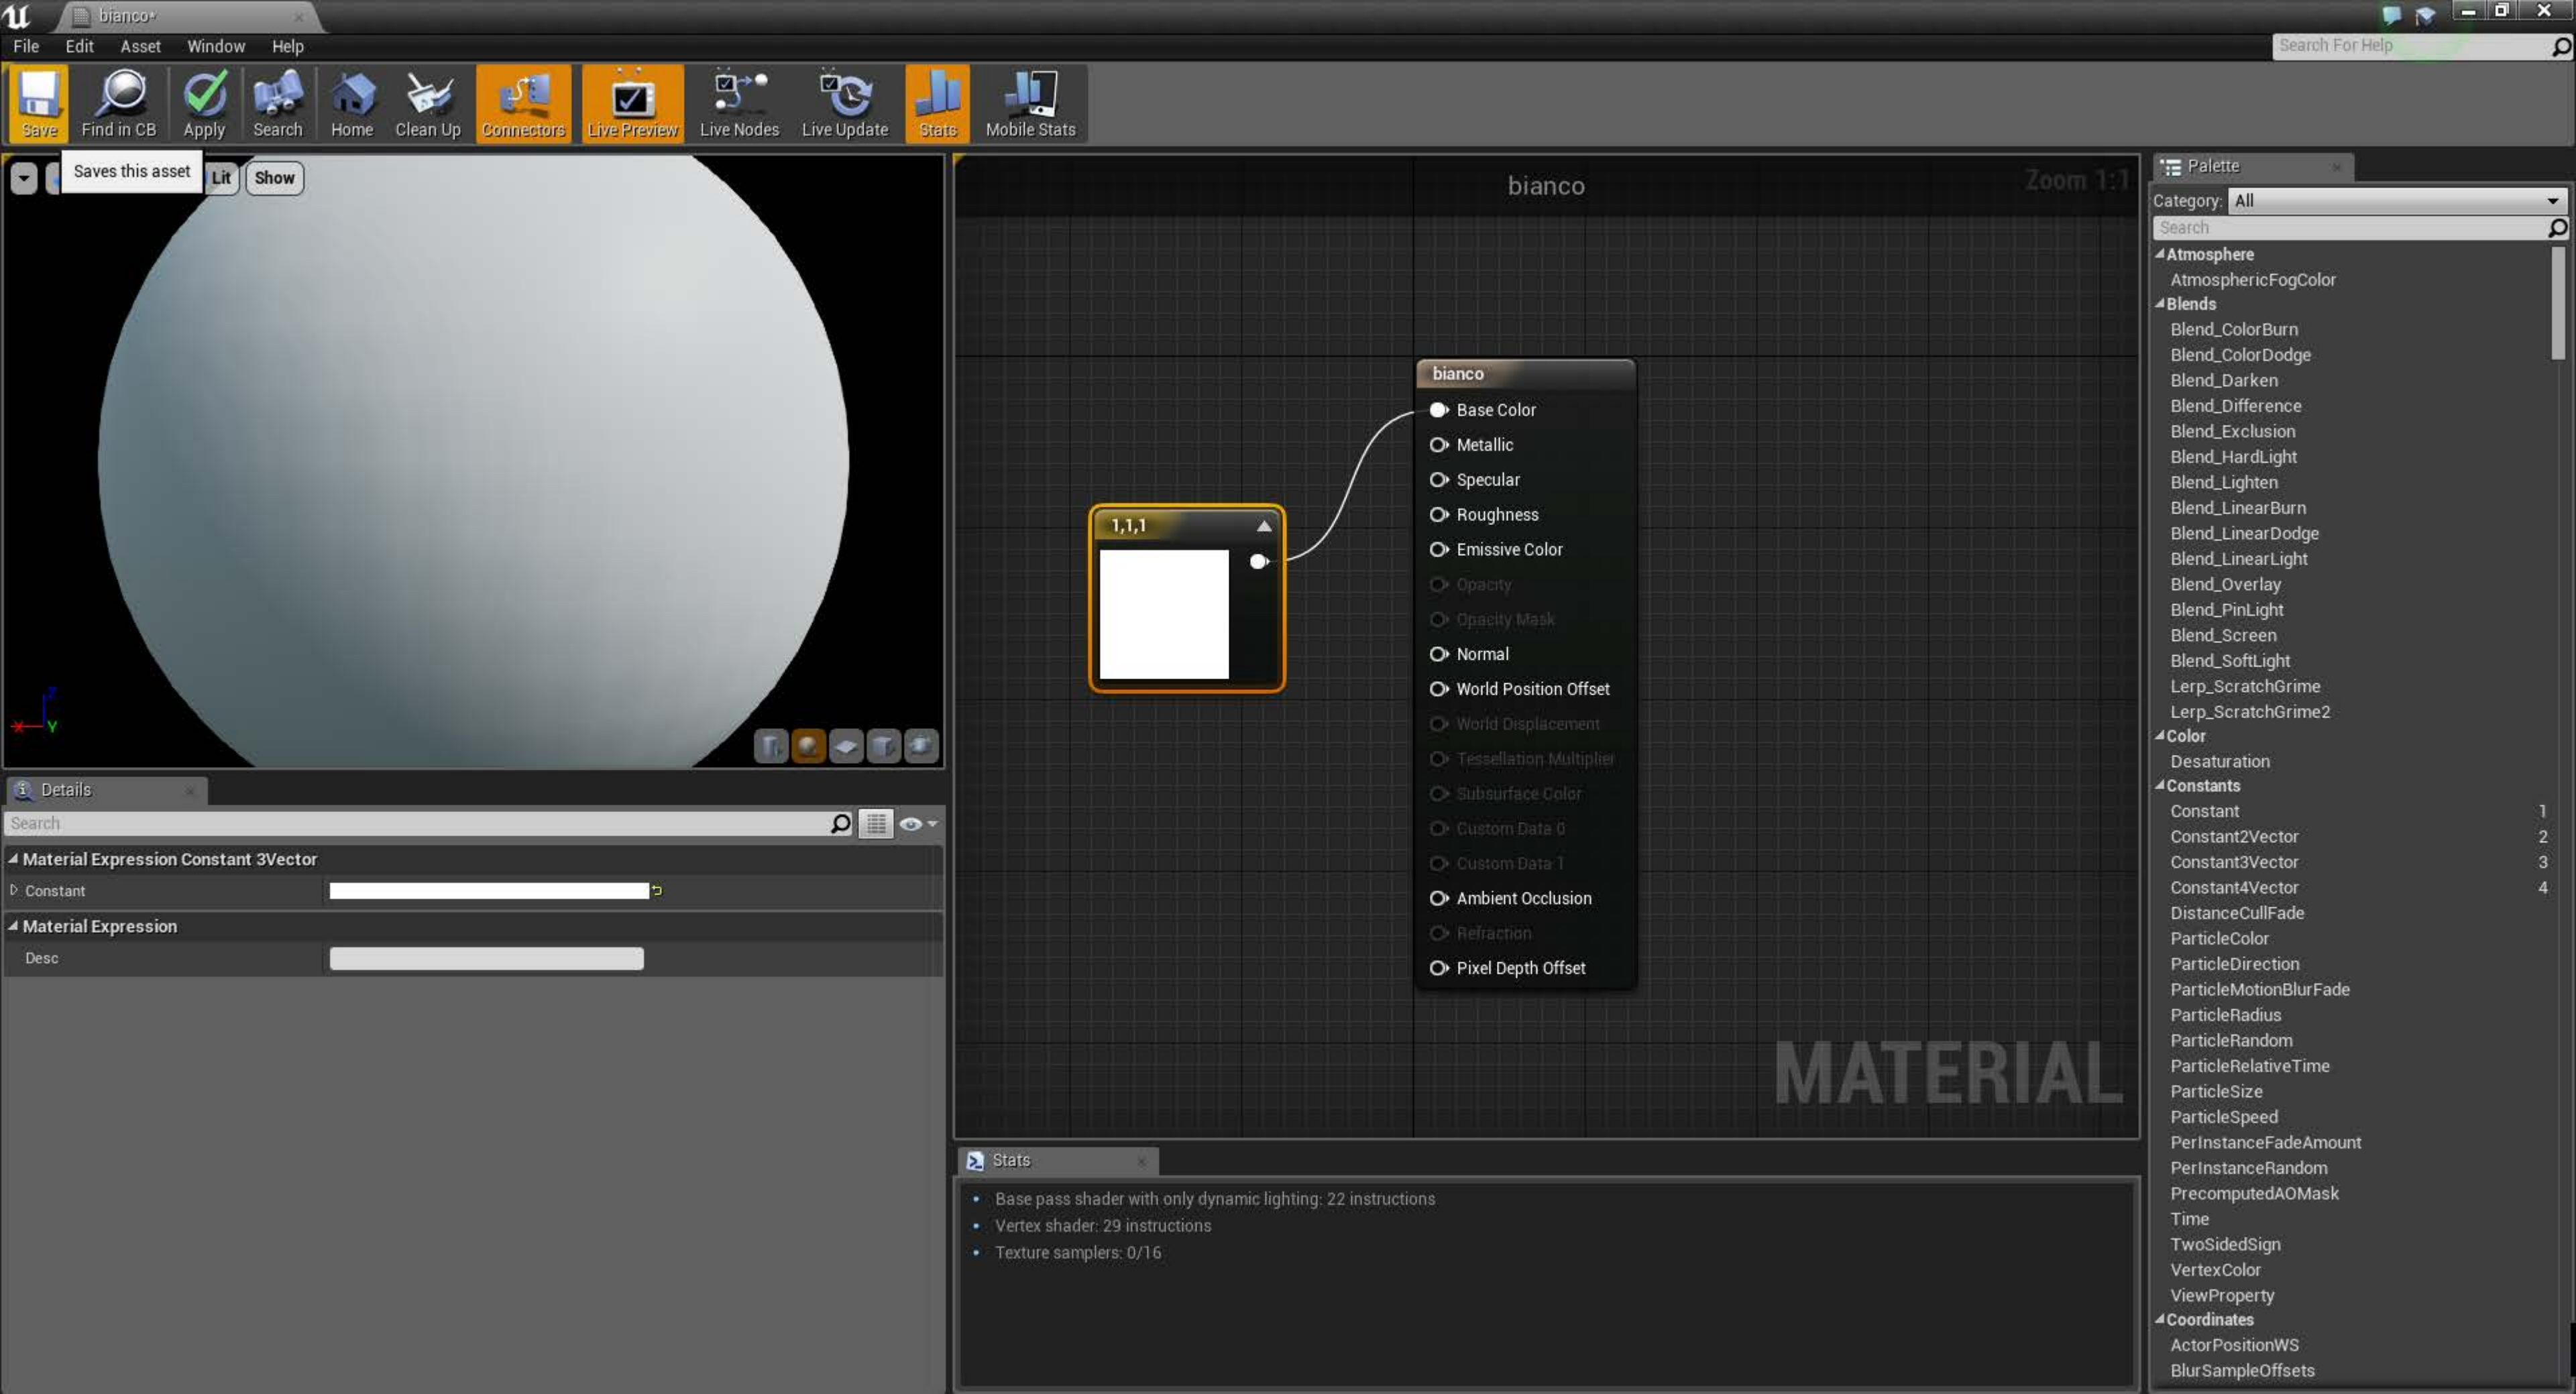 bianco*
File Edit Asset Window Help
Search For Help
Save Find in CB Apply Search Home Clean Up Connectors Live Preview Live Nodes Live Update Stats Mobile Stats
Saves this asset
Lit Show
X Y Z
Details
Search
Material Expression Constant 3Vector
Constant
Material Expression
Desc
bianco
Zoom 1:1
1,1,1
bianco
Base Color
Metallic
Specular
Roughness
Emissive Color
Opacity
Opacity Mask
Normal
World Position Offset
World Displacement
Tessellation Multiplier
Subsurface Color
Custom Data 0
Custom Data 1
Ambient Occlusion
Refraction
Pixel Depth Offset
MATERIAL
Stats
Base pass shader with only dynamic lighting: 22 instructions
Vertex shader: 29 instructions
Texture samplers: 0/16
Palette
Category: All
Search
Atmosphere
AtmosphericFogColor
Blends
Blend_ColorBurn
Blend_ColorDodge
Blend_Darken
Blend_Difference
Blend_Exclusion
Blend_HardLight
Blend_Lighten
Blend_LinearBurn
Blend_LinearDodge
Blend_LinearLight
Blend_Overlay
Blend_PinLight
Blend_Screen
Blend_SoftLight
Lerp_ScratchGrime
Lerp_ScratchGrime2
Color
Desaturation
Constants
Constant 1
Constant2Vector 2
Constant3Vector 3
Constant4Vector 4
DistanceCullFade
ParticleColor
ParticleDirection
ParticleMotionBlurFade
ParticleRadius
ParticleRandom
ParticleRelativeTime
ParticleSize
ParticleSpeed
PerInstanceFadeAmount
PerInstanceRandom
PrecomputedAOMask
Time
TwoSidedSign
VertexColor
ViewProperty
Coordinates
ActorPositionWS
BlurSampleOffsets